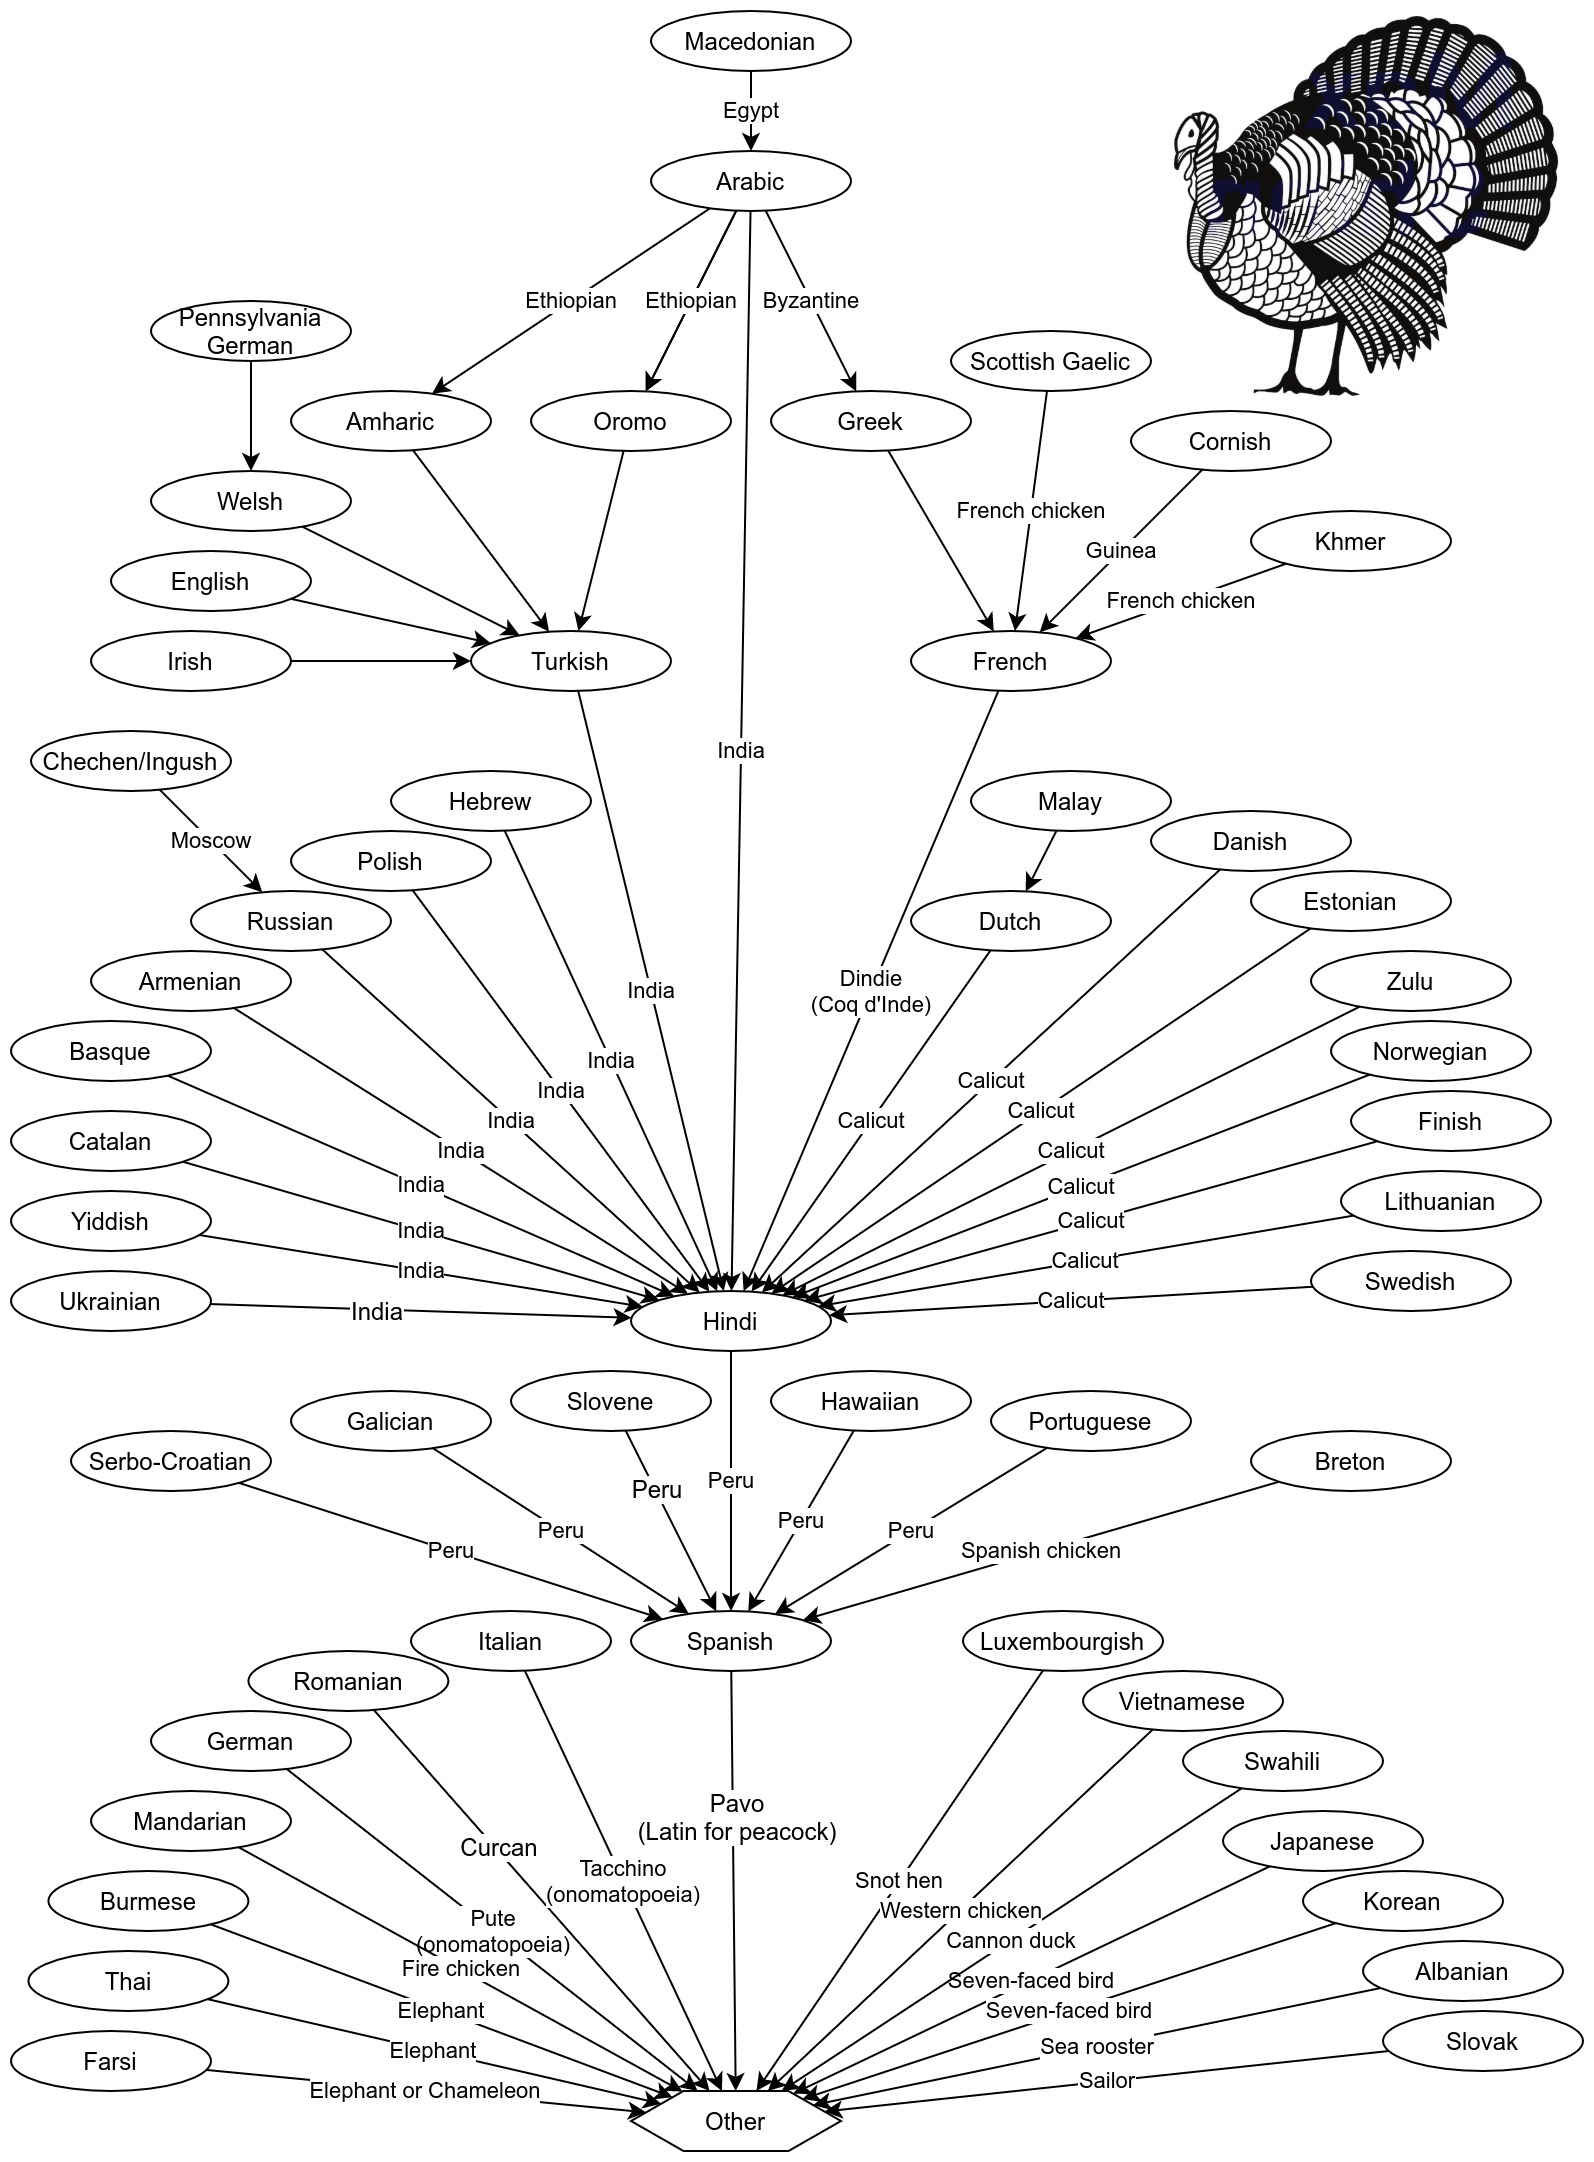 Macedonian
Egypt
Arabic
Ethiopian
Ethiopian
Byzantine
Pennsylvania
German
Scottish Gaelic
Amharic
Oromo
Greek
Cornish
Welsh
French chicken
Guinea
Khmer
English
French chicken
Irish
Turkish
French
India
Chechen/Ingush
Hebrew
Malay
Moscow
Polish
Danish
Russian
Dutch
Estonian
Armenian
India
Dindie
(Coq d'Inde)
Zulu
Basque
India
Norwegian
India
Calicut
India
Calicut
Calicut
Finish
Catalan
India
Calicut
India
Calicut
Lithuanian
Yiddish
India
Calicut
India
Calicut
Swedish
Ukrainian
India
Calicut
Hindi
Slovene
Hawaiian
Galician
Portuguese
Serbo-Croatian
Breton
Peru
Peru
Peru
Peru
Peru
Peru
Spanish chicken
Italian
Spanish
Luxembourgish
Romanian
Vietnamese
German
Swahili
Mandarian
Pavo
(Latin for peacock)
Japanese
Curcan
Tacchino
(onomatopoeia)
Snot hen
Burmese
Western chicken
Korean
Pute
(onomatopoeia)
Cannon duck
Fire chicken
Thai
Seven-faced bird
Albanian
Elephant
Seven-faced bird
Elephant
Sea rooster
Slovak
Farsi
Elephant or Chameleon
Sailor
Other